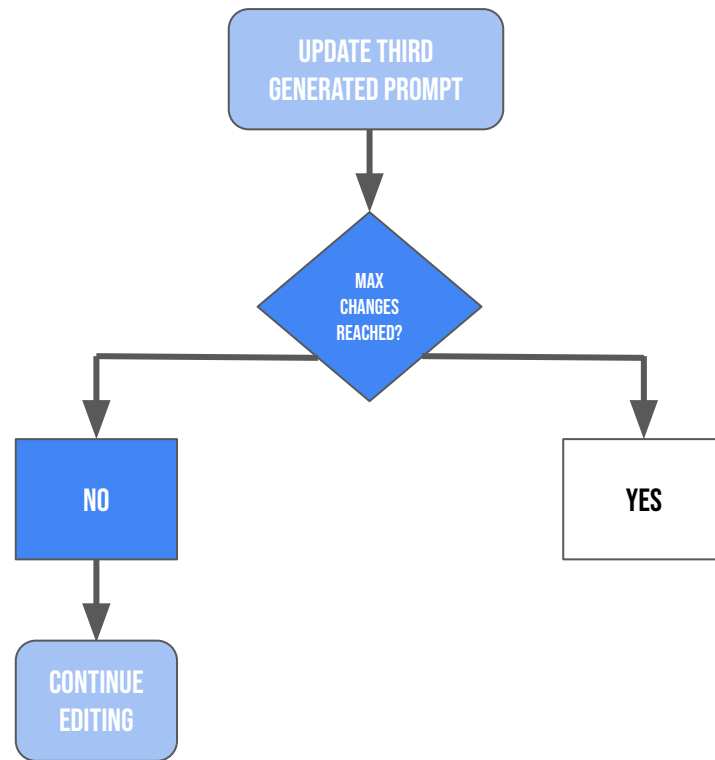 UPDATE THIRD
GENERATED PROMPT
MAX
CHANGES
REACHED?
NO
YES
CONTINUE
EDITING